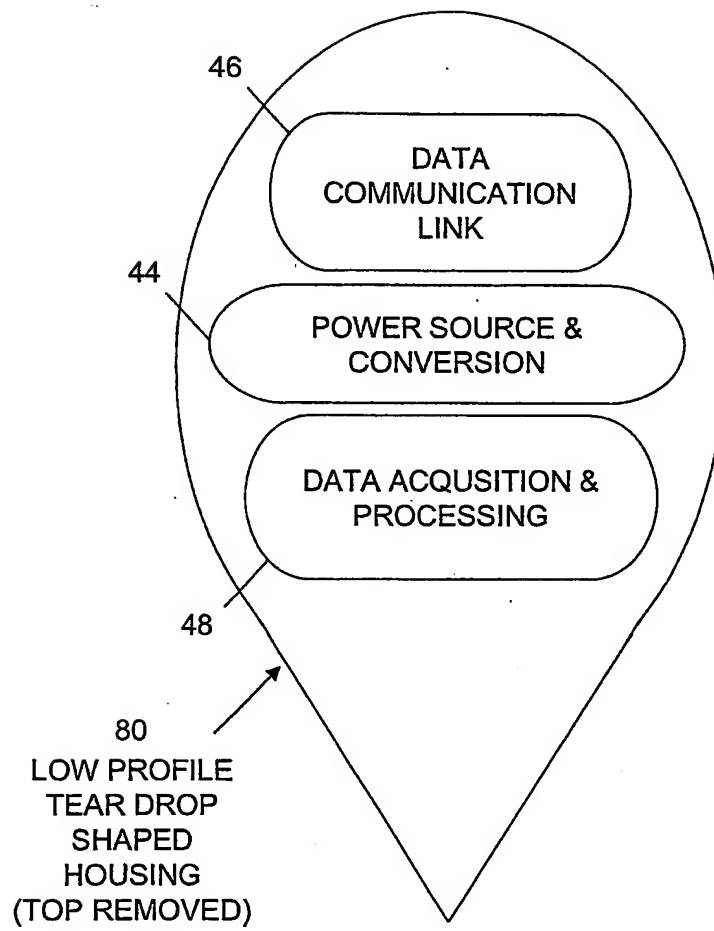 46
DATA
COMMUNICATION
LINK
44
POWER SOURCE &
CONVERSION
DATA ACQUSITION &
PROCESSING
48
80
LOW PROFILE
TEAR DROP
SHAPED
HOUSING
(TOP REMOVED)